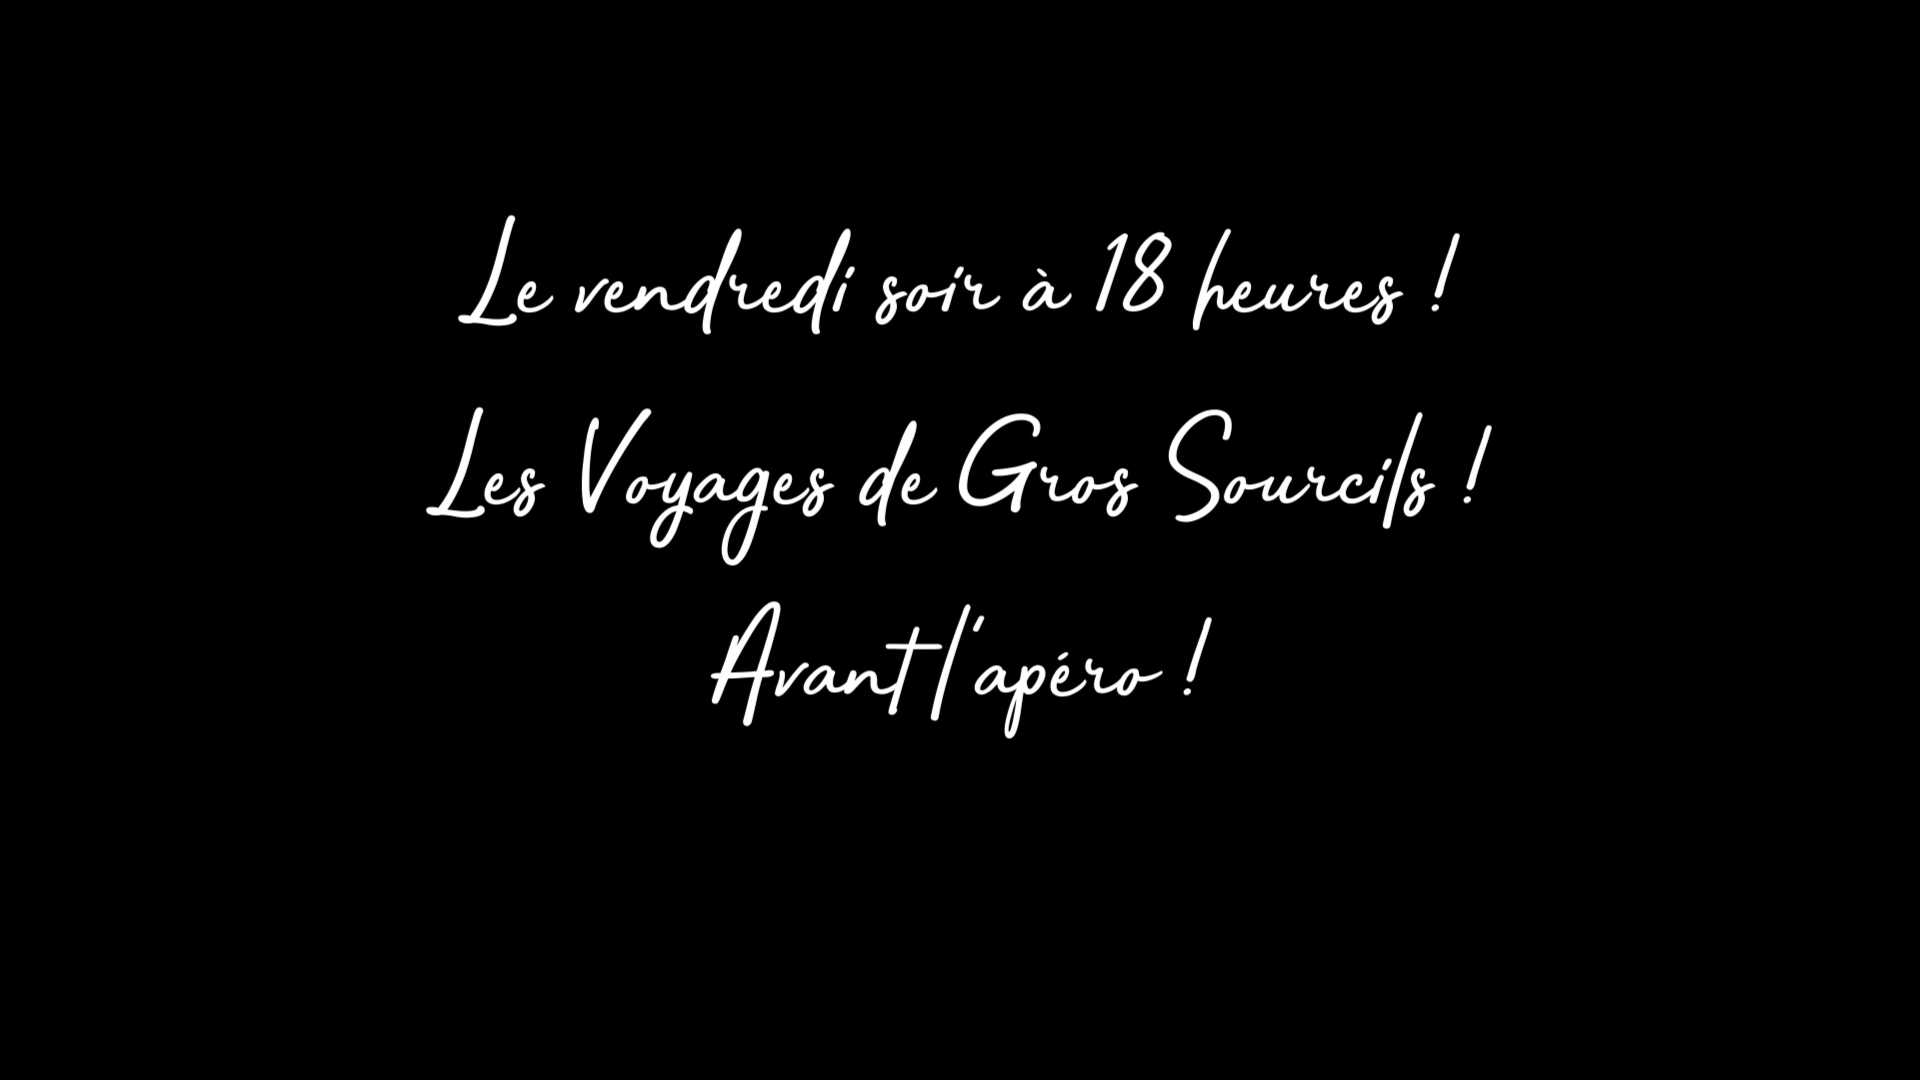 Le vendredi soir à 18 heures !
Les Voyages de Gros Sourcils !
Avant l'apéro !